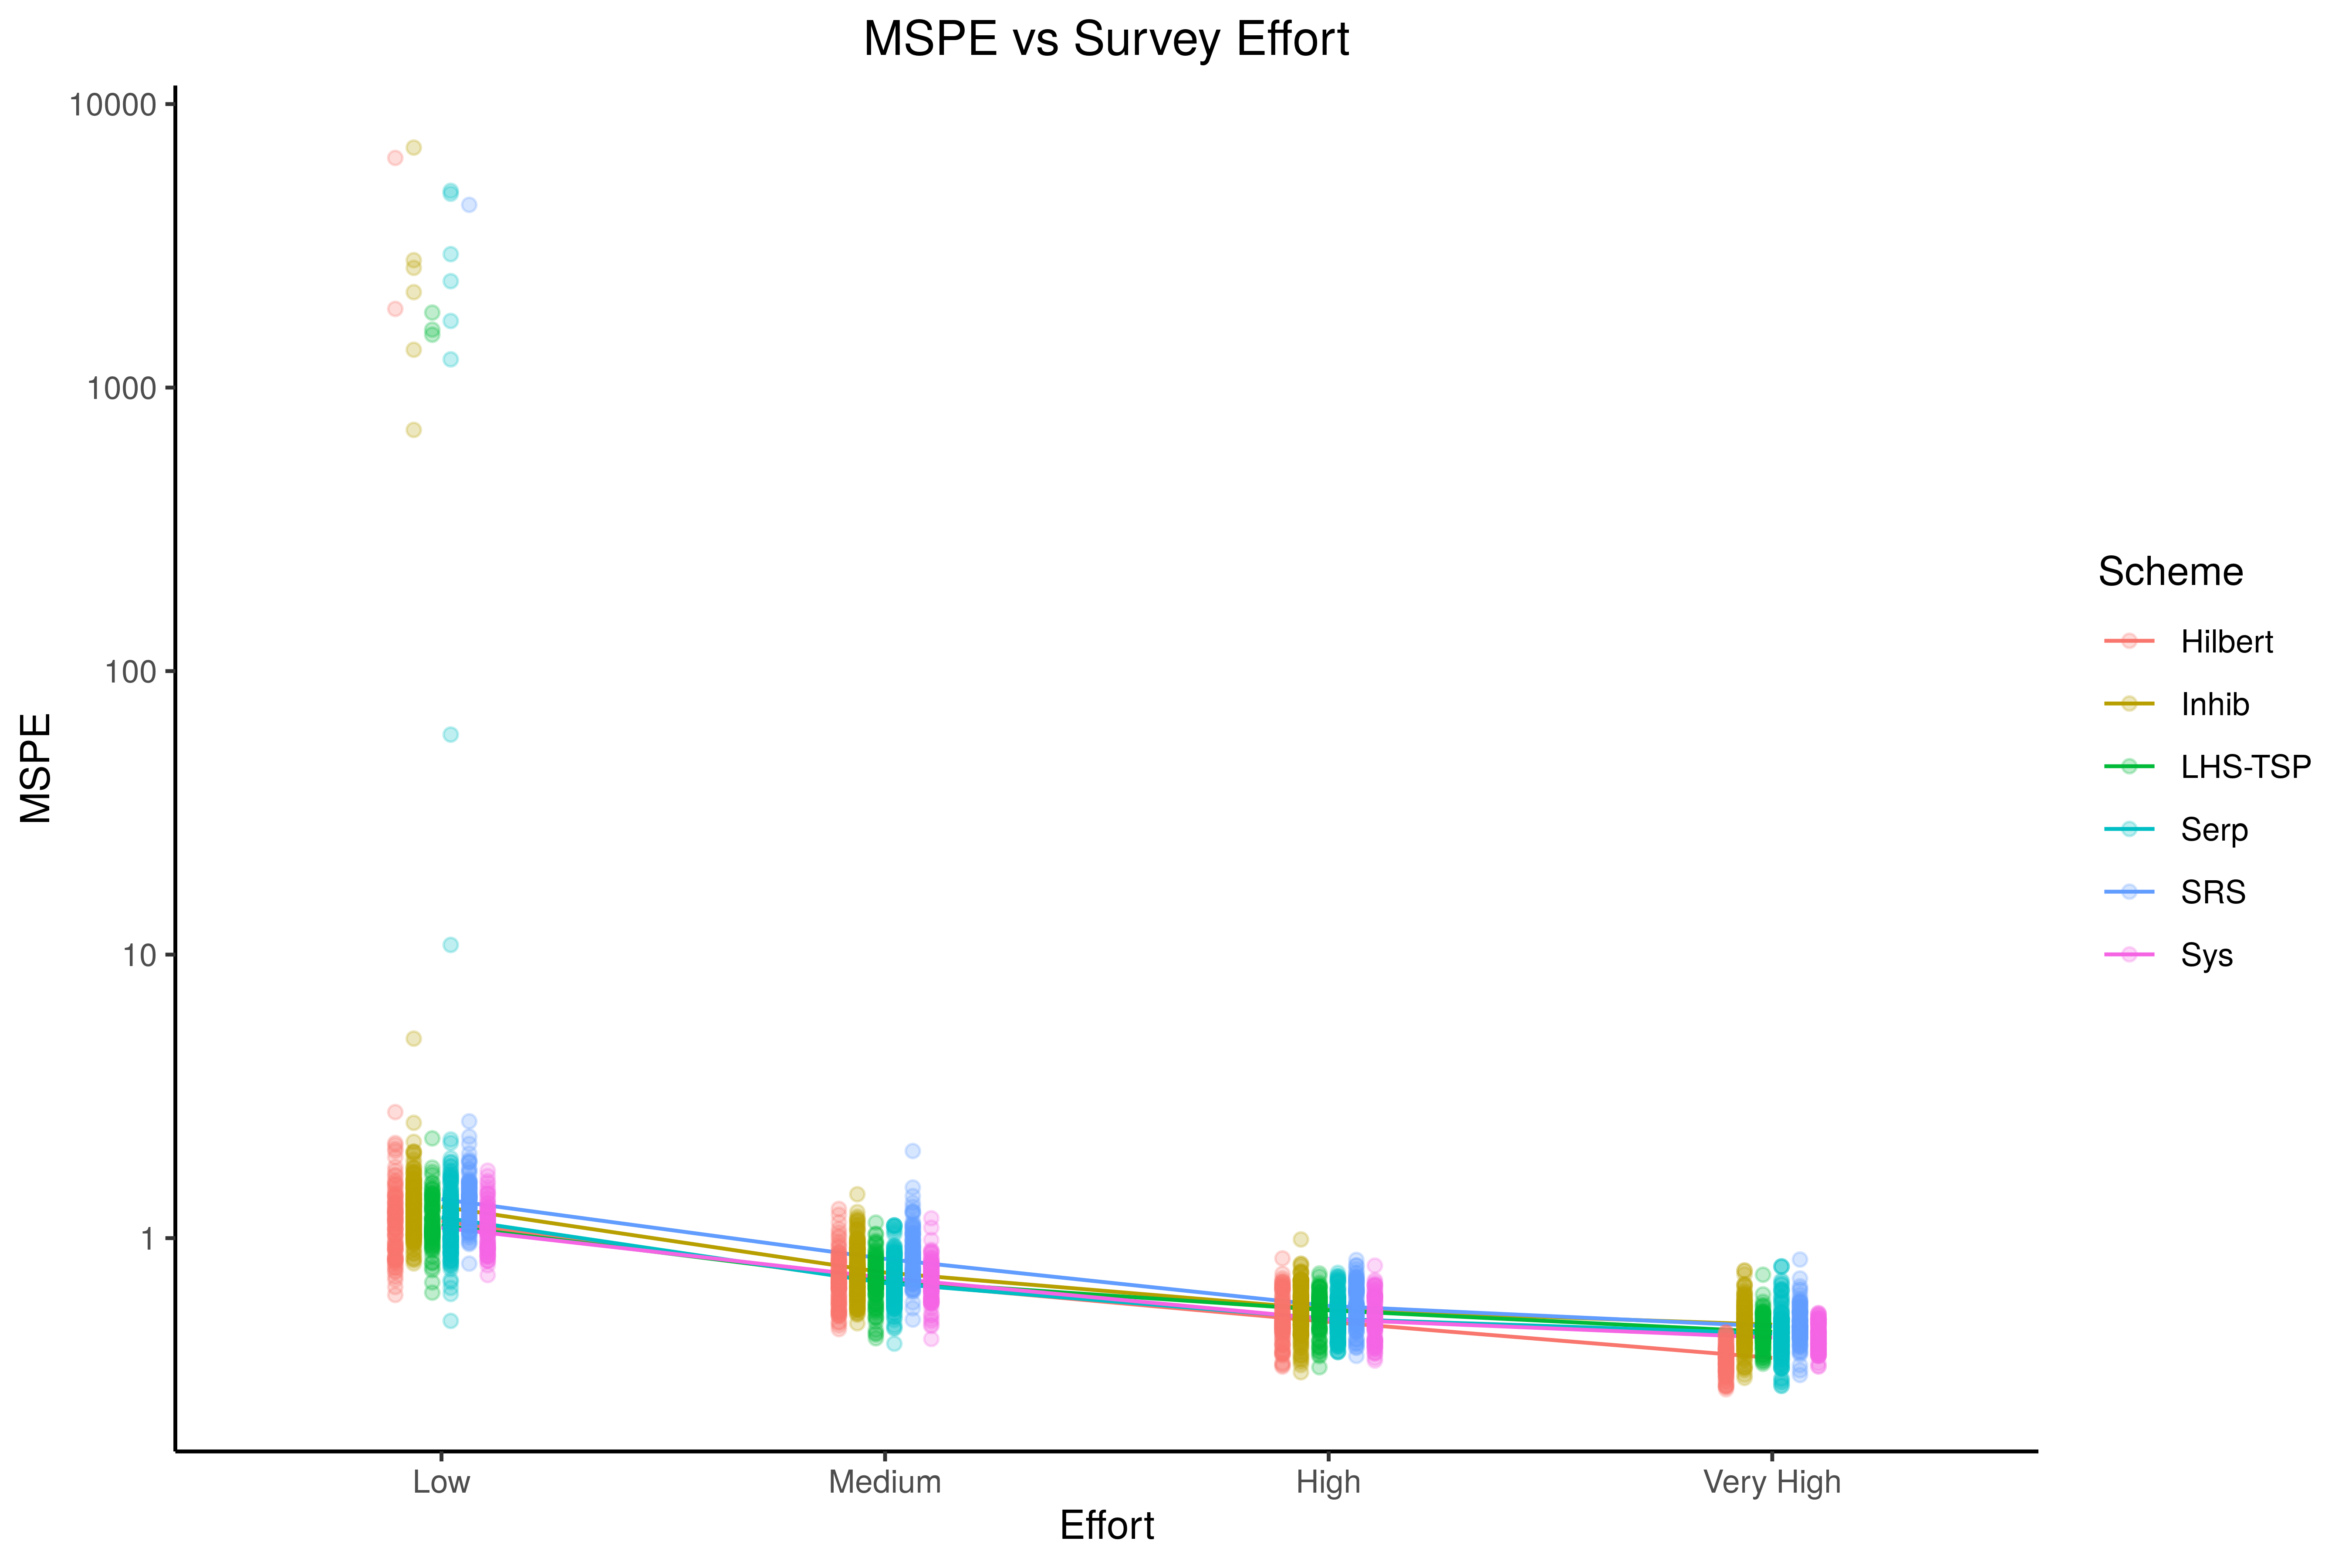 MSPE vs Survey Effort
MSPE
10000
1000
100
10
1
Low
Medium
High
Very High
Effort
Scheme
Hilbert
Inhib
LHS-TSP
Serp
SRS
Sys